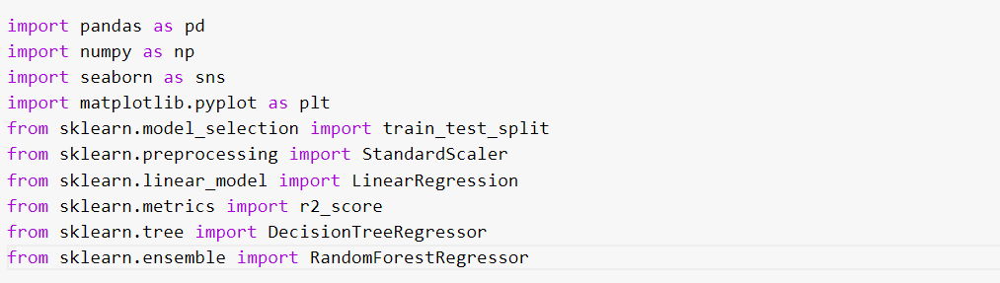 import pandas as pd
import numpy as np
import seaborn as sns
import matplotlib.pyplot as plt
from sklearn.model_selection import train_test_split
from sklearn.preprocessing import StandardScaler
from sklearn.linear_model import LinearRegression
from sklearn.metrics import r2_score
from sklearn.tree import DecisionTreeRegressor
from sklearn.ensemble import RandomForestRegressor